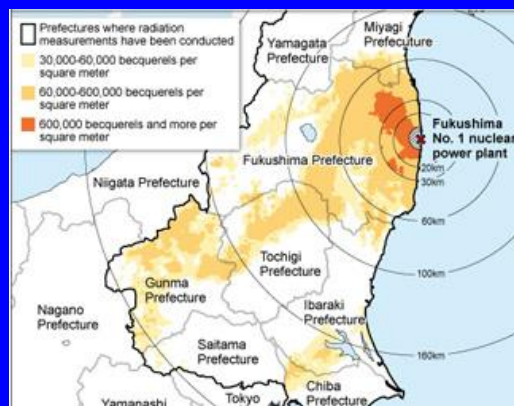 Prefectures where radiation
measurements have been conducted
30,000-60,000 becquerels per
square meter
60,000-600,000 becquerels per
square meter
600,000 becquerels and more per
square meter
Miyagi
Prefecuture
Yamagata
Prefecture
Fukushima
No. 1 nuclear
power plant
Fukushima Prefecture
20km
30km
Niigata Prefecture
60km
Tochigi
Prefecture
100km
Gunma
Prefecture
Nagano
Prefecture
Ibaraki
Prefecture
Saitama
Prefecture
160km
Chiba
Prefecture
Tokyo
Yamanashi